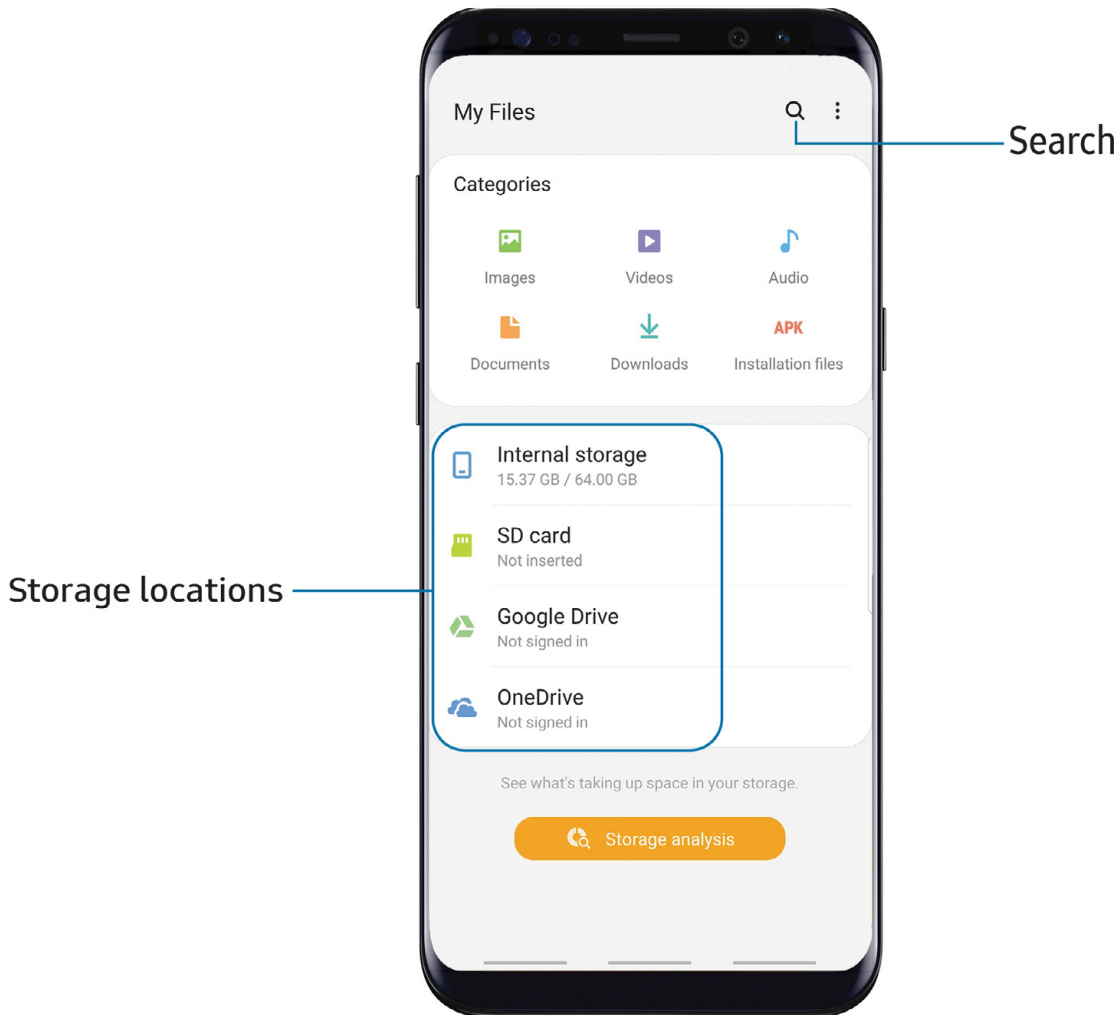 My Files
Search
Categories
Images Videos Audio
APK
Documents Downloads Installation files
Internal storage
15.37 GB / 64.00 GB
SD card
Not inserted
Storage locations
Google Drive
Not signed in
OneDrive
Not signed in
See what's taking up space in your storage.
Storage analysis